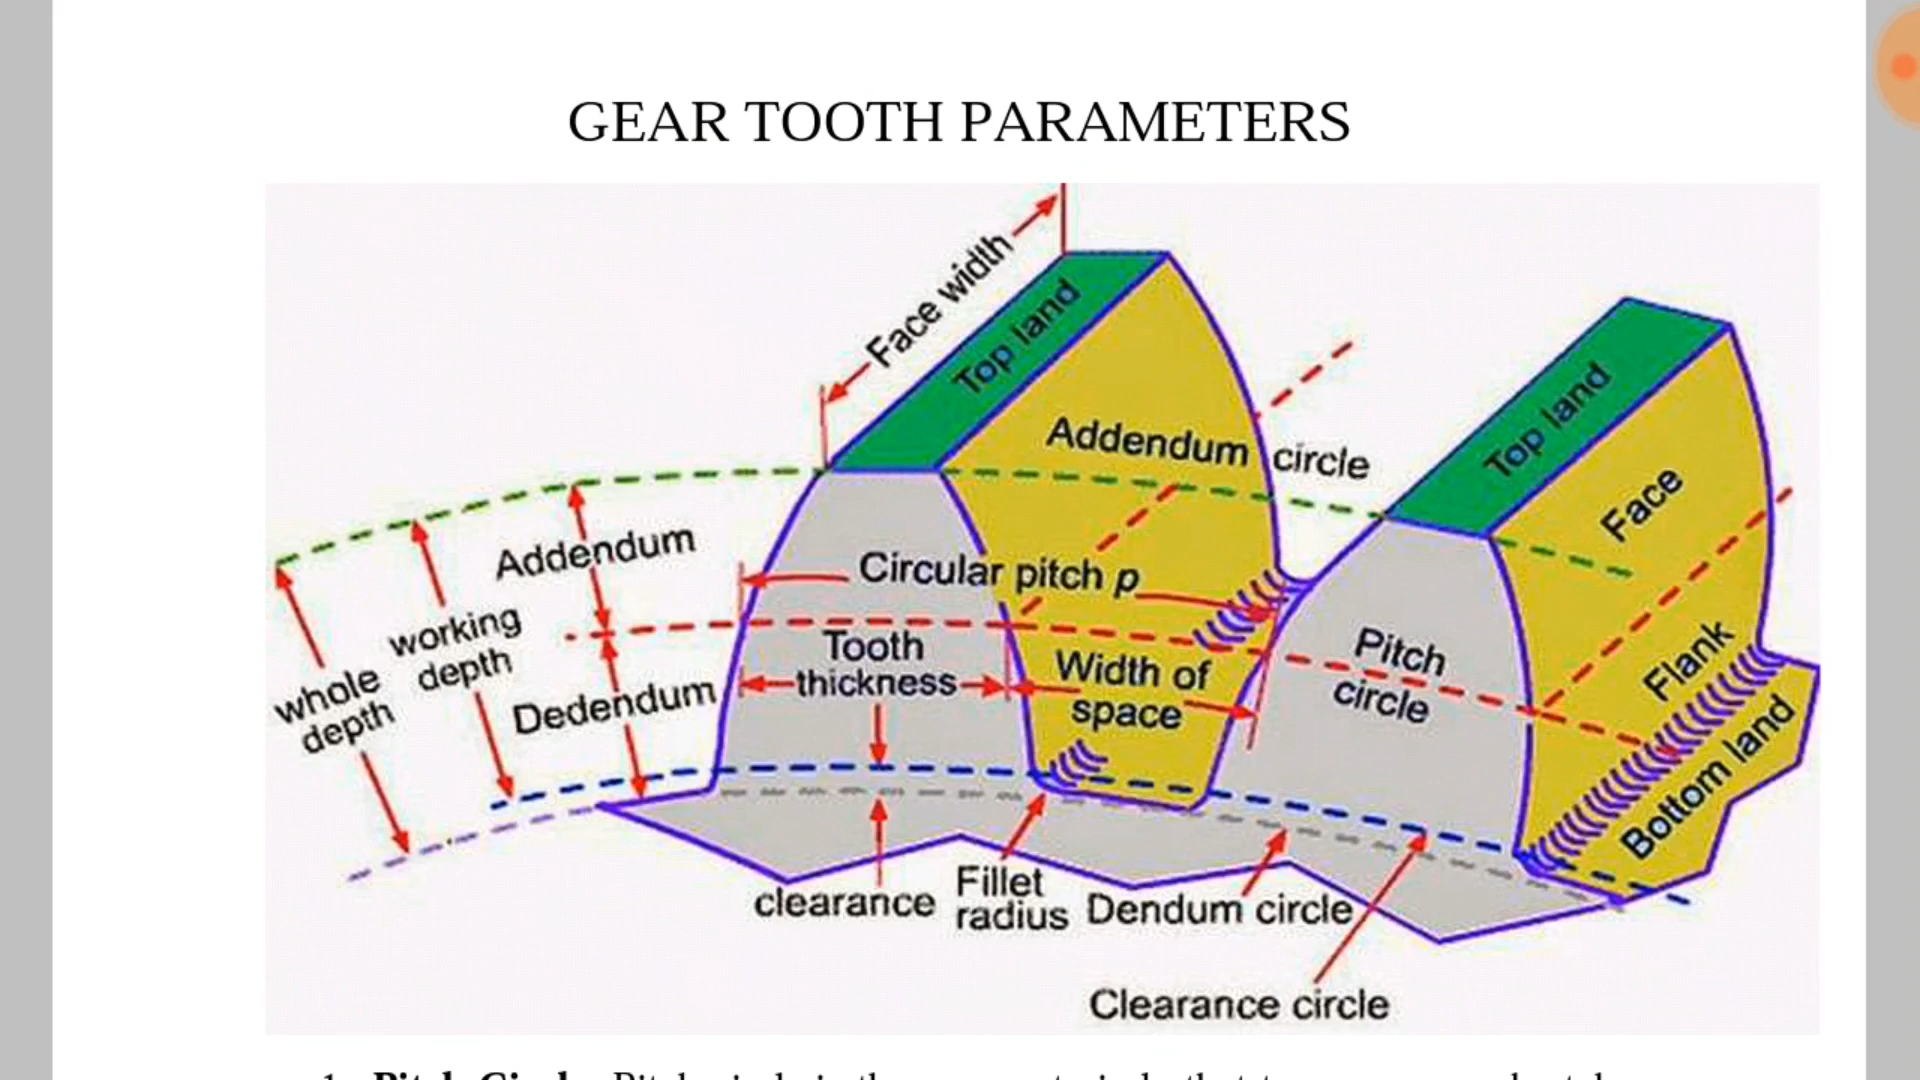 GEAR TOOTH PARAMETERS
Face width
Top land
Top land
Addendum circle
Face
Addendum
Circular pitch p
working
depth
whole
depth
Tooth
thickness
Width of
space
Pitch
circle
Flank
Dedendum
Bottom land
clearance
Fillet
radius
Dendum circle
Clearance circle
1. Pitch Circle